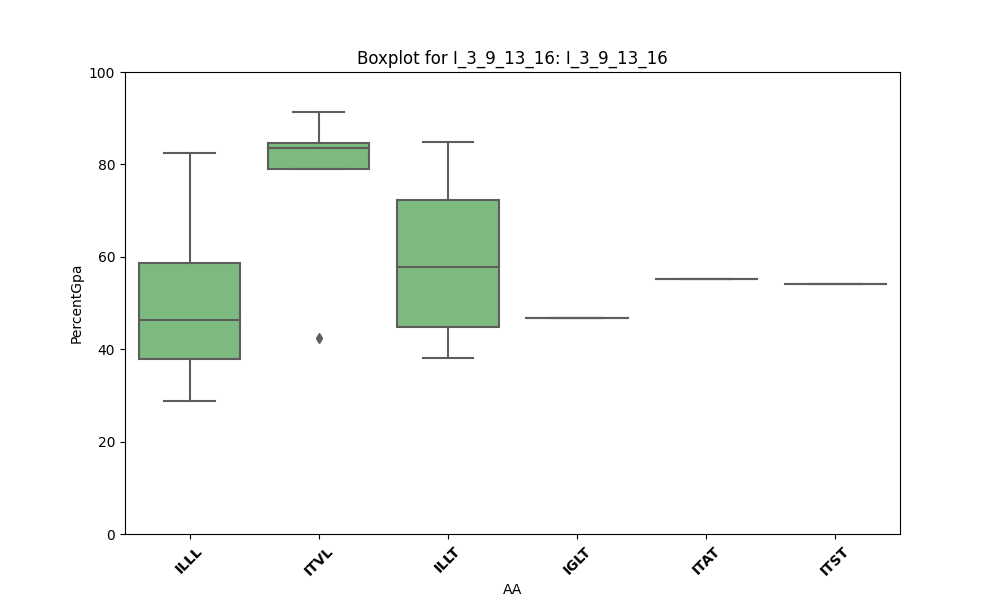 Boxplot for I_3_9_13_16: I_3_9_13_16
100
80
60
40
20
0
PercentGpa
ILLL
ITVL
ILLT
IGLT
ITAT
ITST
AA